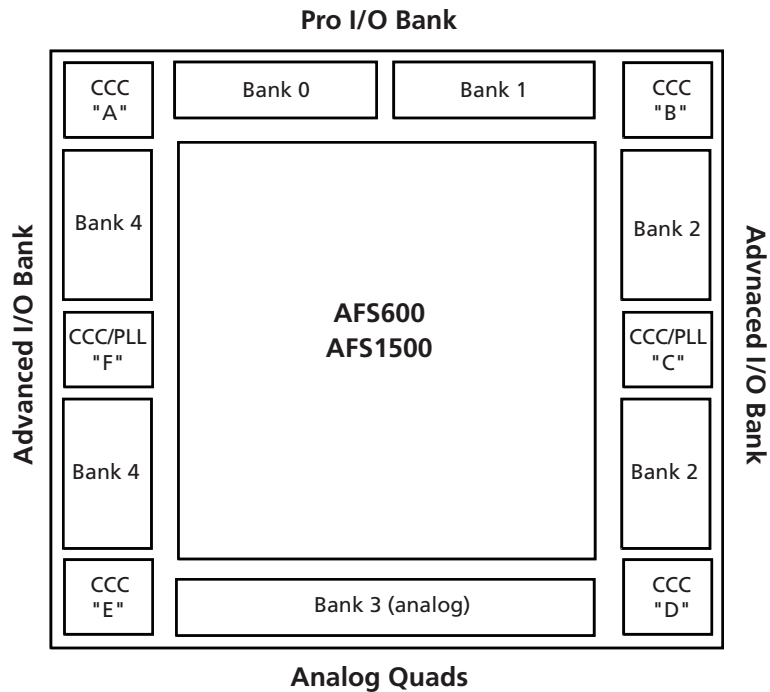 Pro I/O Bank
CCC
"A"
Bank 0
Bank 1
CCC
"B"
Bank 4
Bank 2
Advanced I/O Bank
Advnaced I/O Bank
AFS600
AFS1500
CCC/PLL
"F"
CCC/PLL
"C"
Bank 4
Bank 2
CCC
"E"
Bank 3 (analog)
CCC
"D"
Analog Quads